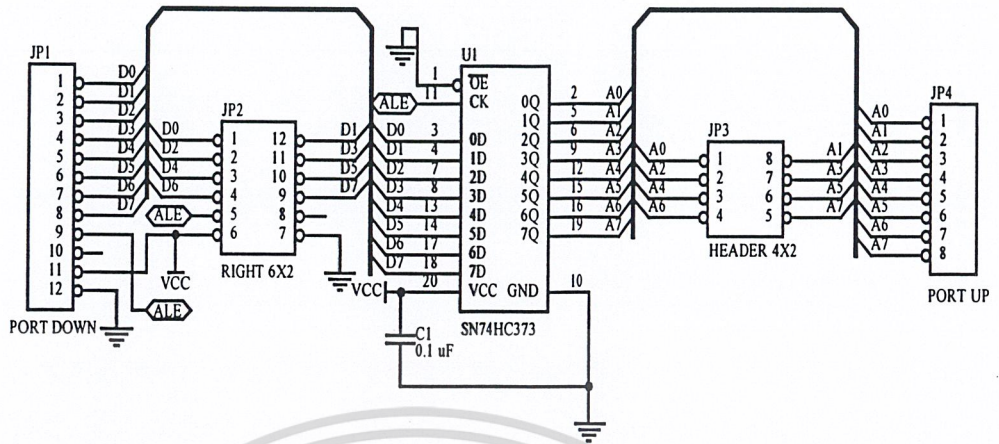 JP1
1
2
3
4
5
6
7
8
9
10
11
12
PORT DOWN
D0
D1
D2
D3
D4
D5
D6
D7
ALE
VCC
ALE
D0
D2
D4
D6
JP2
1 12
2 11
3 10
4 9
5 8
6 7
RIGHT 6X2
D1
D3
D5
D7
ALE
VCC
C1
0.1 uF
D0
D1
D2
D3
D4
D5
D6
D7
1
11
3
4
7
8
13
14
17
18
20
U1
OE
CK 0Q
1Q
0D 2Q
1D 3Q
2D 4Q
3D 5Q
4D 6Q
5D 7Q
6D
7D
VCC GND
SN74HC373
2 A0
5 A1
6 A2
9 A3
12 A4
15 A5
16 A6
19 A7
10
A0
A2
A4
A6
JP3
1 8
2 7
3 6
4 5
HEADER 4X2
A1
A3
A5
A7
A0
A1
A2
A3
A4
A5
A6
A7
JP4
1
2
3
4
5
6
7
8
PORT UP